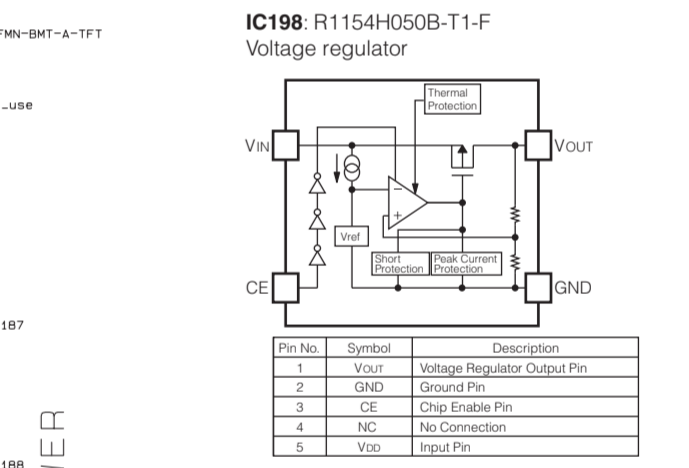 FMN-BMT-A-TFT
_use
187
188
IC198: R1154H050B-T1-F
Voltage regulator
Thermal
Protection
VIN
VOUT
Vref
Short
Protection
Peak Current
Protection
CE
GND
Pin No. Symbol Description
1 VOUT Voltage Regulator Output Pin
2 GND Ground Pin
3 CE Chip Enable Pin
4 NC No Connection
5 VDD Input Pin